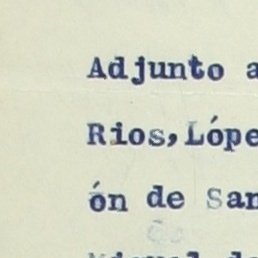 Adjunto a
Rios,Lópe
ón de San